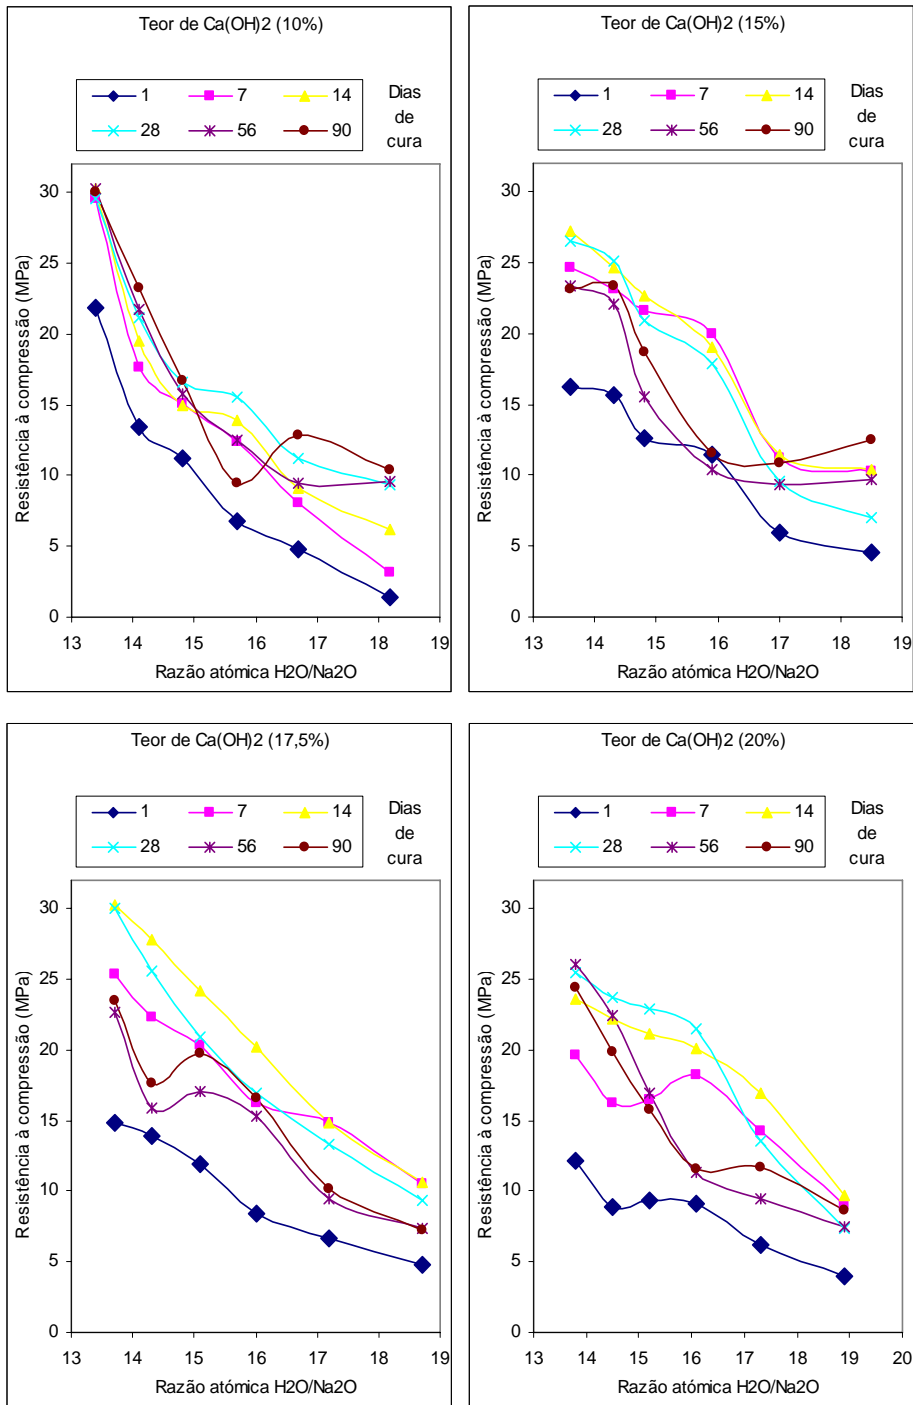 Teor de Ca(OH)2 (10%)
1 7 14 Dias
de
28 56 90 cura
Resistência à compressão (MPa)
30
25
20
15
10
5
0
13 14 15 16 17 18 19
Razão atómica H2O/Na2O
Teor de Ca(OH)2 (15%)
1 7 14 Dias
de
28 56 90 cura
Resistência à compressão (MPa)
30
25
20
15
10
5
0
13 14 15 16 17 18 19
Razão atómica H2O/Na2O
Teor de Ca(OH)2 (17,5%)
1 7 14 Dias
de
28 56 90 cura
Resistência à compressão (MPa)
30
25
20
15
10
5
0
13 14 15 16 17 18 19
Razão atómica H2O/Na2O
Teor de Ca(OH)2 (20%)
1 7 14 Dias
de
28 56 90 cura
Resistência à compressão (MPa)
30
25
20
15
10
5
0
13 14 15 16 17 18 19 20
Razão atómica H2O/Na2O